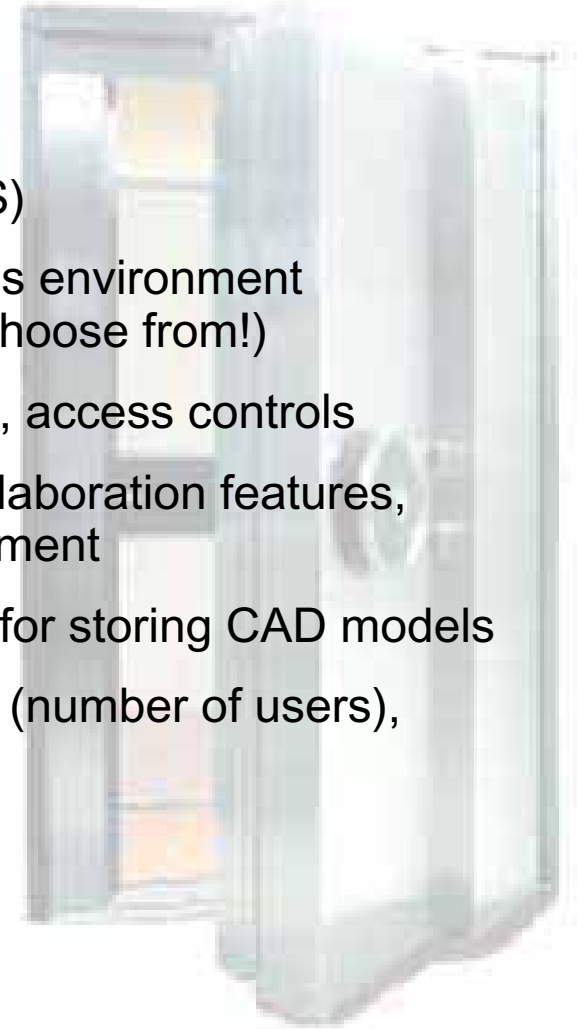 S)
s environment
hoose from!)
, access controls
laboration features,
ment
for storing CAD models
(number of users),